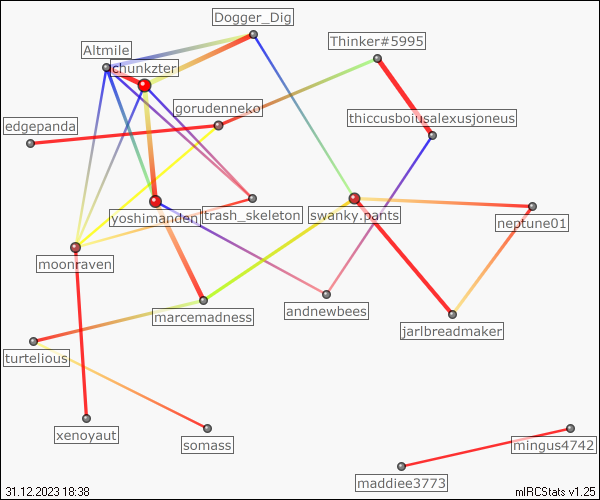 Dogger_Dig
Thinker#5995
Altmile
chunkzter
gorudenneko
thiccusboiusalexusjoneus
edgepanda
yoshimanden
trash_skeleton
swanky.pants
neptune01
moonraven
andnewbees
marcemadness
jarlbreadmaker
turtelious
xenoyaut
somass
mingus4742
maddiee3773
31.12.2023 18:38
mIRCStats v1.25